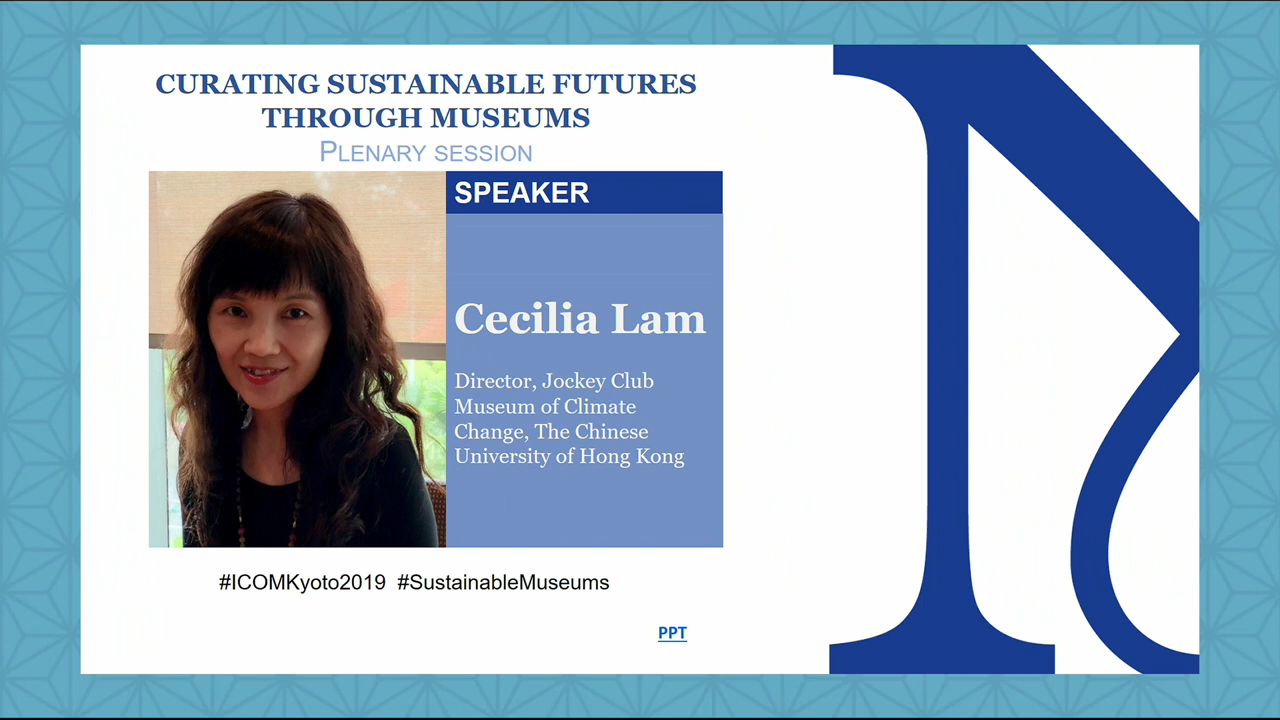 CURATING SUSTAINABLE FUTURES
THROUGH MUSEUMS
PLENARY SESSION
SPEAKER
Cecilia Lam
Director, Jockey Club
Museum of Climate
Change, The Chinese
University of Hong Kong
#ICOMKyoto2019 #SustainableMuseums
PPT